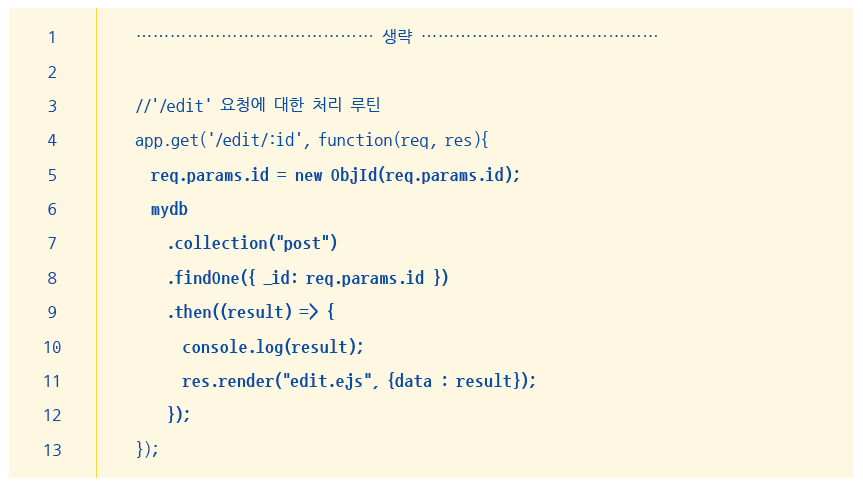 1 …………………………………… 생략 ……………………………………
2
3 //'/edit' 요청에 대한 처리 루틴
4 app.get('/edit/:id', function(req, res){
5 req.params.id = new ObjId(req.params.id);
6 mydb
7 .collection("post")
8 .findOne({ _id: req.params.id })
9 .then((result) => {
10 console.log(result);
11 res.render("edit.ejs", {data : result});
12 });
13 });